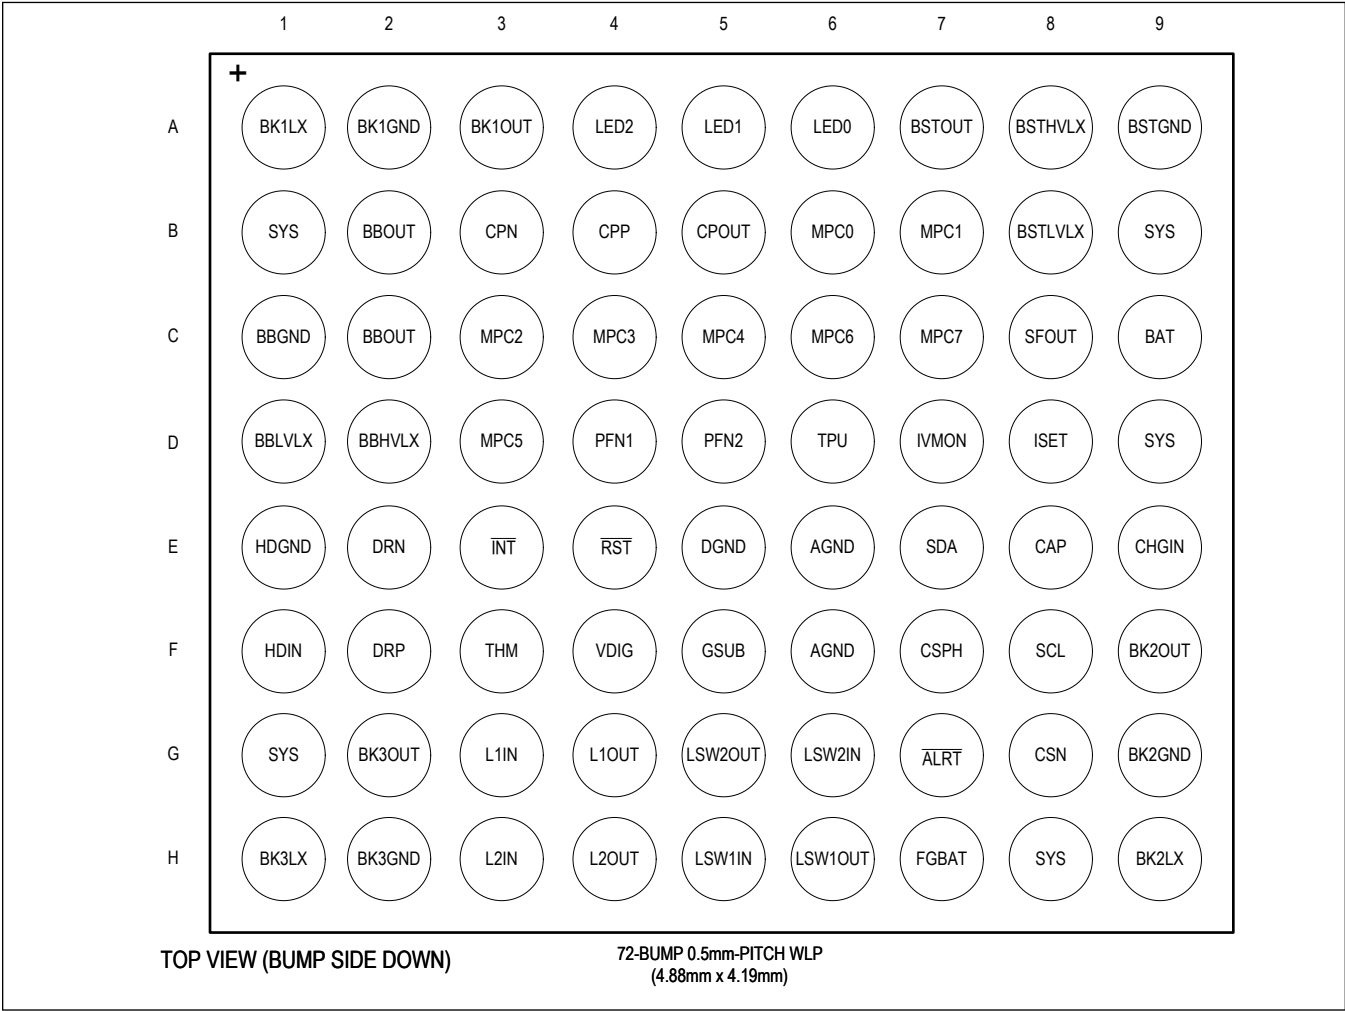 1 2 3 4 5 6 7 8 9
+
A BK1LX BK1GND BK1OUT LED2 LED1 LED0 BSTOUT BSTHVLX BSTGND
B SYS BBOUT CPN CPP CPOUT MPC0 MPC1 BSTLVLX SYS
C BBGND BBOUT MPC2 MPC3 MPC4 MPC6 MPC7 SFOUT BAT
D BBLVLX BBHVLX MPC5 PFN1 PFN2 TPU IVMON ISET SYS
E HDGND DRN I̅N̅T̅ R̅S̅T̅ DGND AGND SDA CAP CHGIN
F HDIN DRP THM VDIG GSUB AGND CSPH SCL BK2OUT
G SYS BK3OUT L1IN L1OUT LSW2OUT LSW2IN A̅L̅R̅T̅ CSN BK2GND
H BK3LX BK3GND L2IN L2OUT LSW1IN LSW1OUT FGBAT SYS BK2LX
TOP VIEW (BUMP SIDE DOWN)
72-BUMP 0.5mm-PITCH WLP
(4.88mm x 4.19mm)